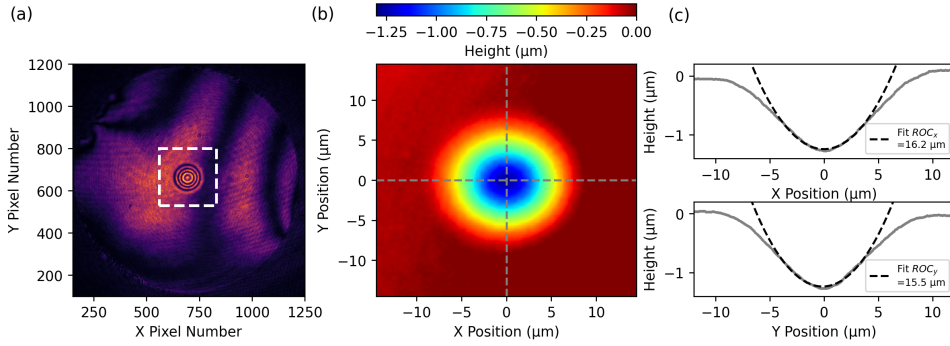 (a)
(b)
(c)
−1.25 −1.00 −0.75 −0.50 −0.25 0.00
Height (μm)
1200
1000
800
600
400
200
Y Pixel Number
250 500 750 1000 1250
X Pixel Number
10
5
0
−5
−10
Y Position (μm)
−10 −5 0 5 10
X Position (μm)
0
−1
Height (μm)
Fit ROCx
=16.2 μm
−10 −5 0 5 10
X Position (μm)
0
−1
Height (μm)
Fit ROCy
=15.5 μm
−10 −5 0 5 10
Y Position (μm)